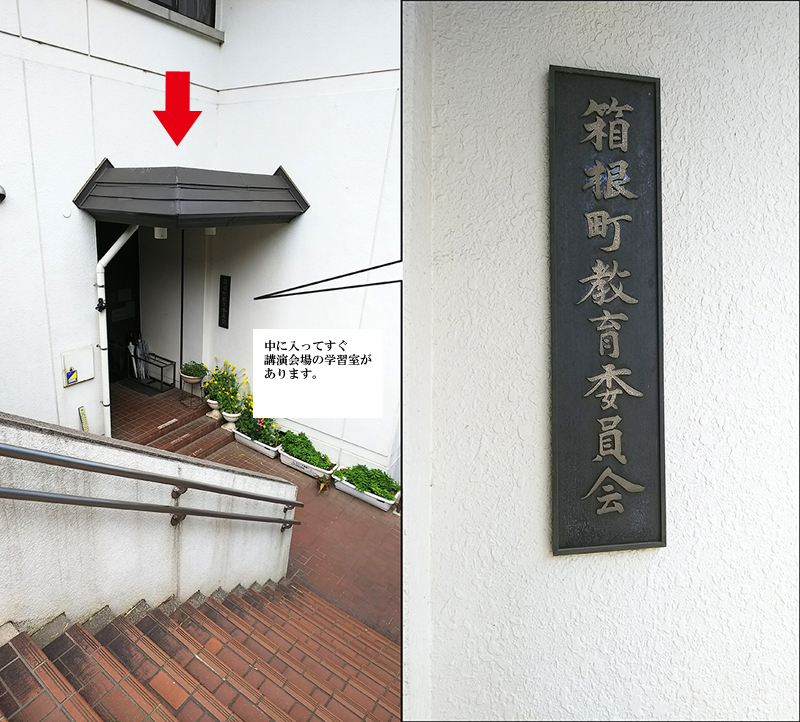 中に入ってすぐ
講演会場の学習室が
あります。
箱根町教育委員会